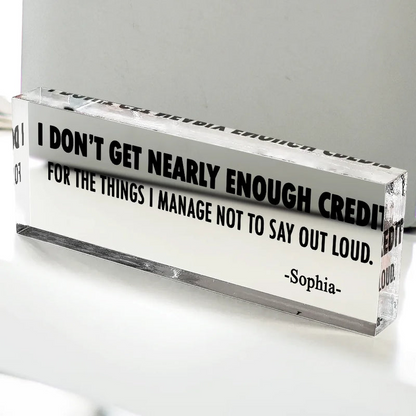 I DON'T GET NEARLY ENOUGH CREDIT
FOR THE THINGS I MANAGE NOT TO SAY OUT LOUD.
-Sophia-